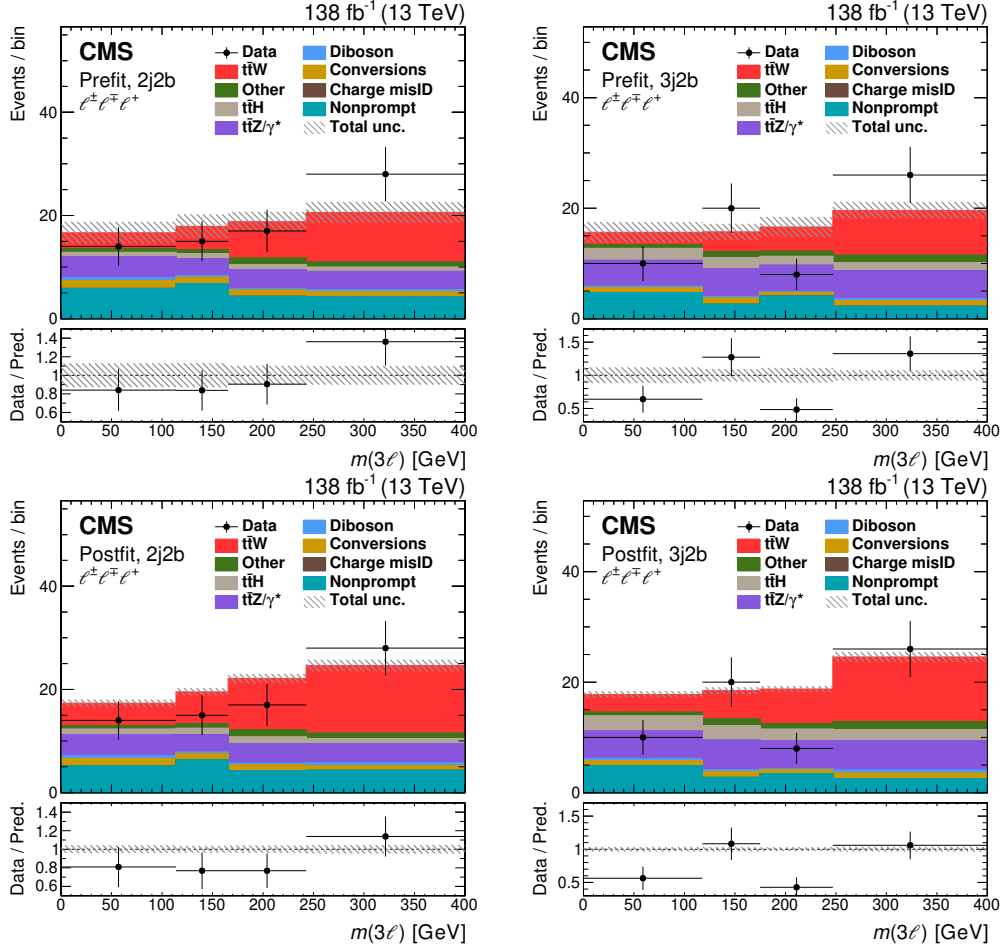 138 fb⁻¹ (13 TeV)
Events / bin
CMS
Prefit, 2j2b
ℓ±ℓ∓ℓ+
Data
tt̄W
Other
tt̄H
tt̄Z/γ*
Diboson
Conversions
Charge misID
Nonprompt
Total unc.
40
20
0
Data / Pred.
1.4
1.2
1
0.8
0.6
0 50 100 150 200 250 300 350 400
m(3ℓ) [GeV]
138 fb⁻¹ (13 TeV)
Events / bin
CMS
Prefit, 3j2b
ℓ±ℓ∓ℓ+
Data
tt̄W
Other
tt̄H
tt̄Z/γ*
Diboson
Conversions
Charge misID
Nonprompt
Total unc.
40
20
0
Data / Pred.
1.5
1
0.5
0 50 100 150 200 250 300 350 400
m(3ℓ) [GeV]
138 fb⁻¹ (13 TeV)
Events / bin
CMS
Postfit, 2j2b
ℓ±ℓ∓ℓ+
Data
tt̄W
Other
tt̄H
tt̄Z/γ*
Diboson
Conversions
Charge misID
Nonprompt
Total unc.
40
20
0
Data / Pred.
1.4
1.2
1
0.8
0.6
0 50 100 150 200 250 300 350 400
m(3ℓ) [GeV]
138 fb⁻¹ (13 TeV)
Events / bin
CMS
Postfit, 3j2b
ℓ±ℓ∓ℓ+
Data
tt̄W
Other
tt̄H
tt̄Z/γ*
Diboson
Conversions
Charge misID
Nonprompt
Total unc.
40
20
0
Data / Pred.
1.5
1
0.5
0 50 100 150 200 250 300 350 400
m(3ℓ) [GeV]